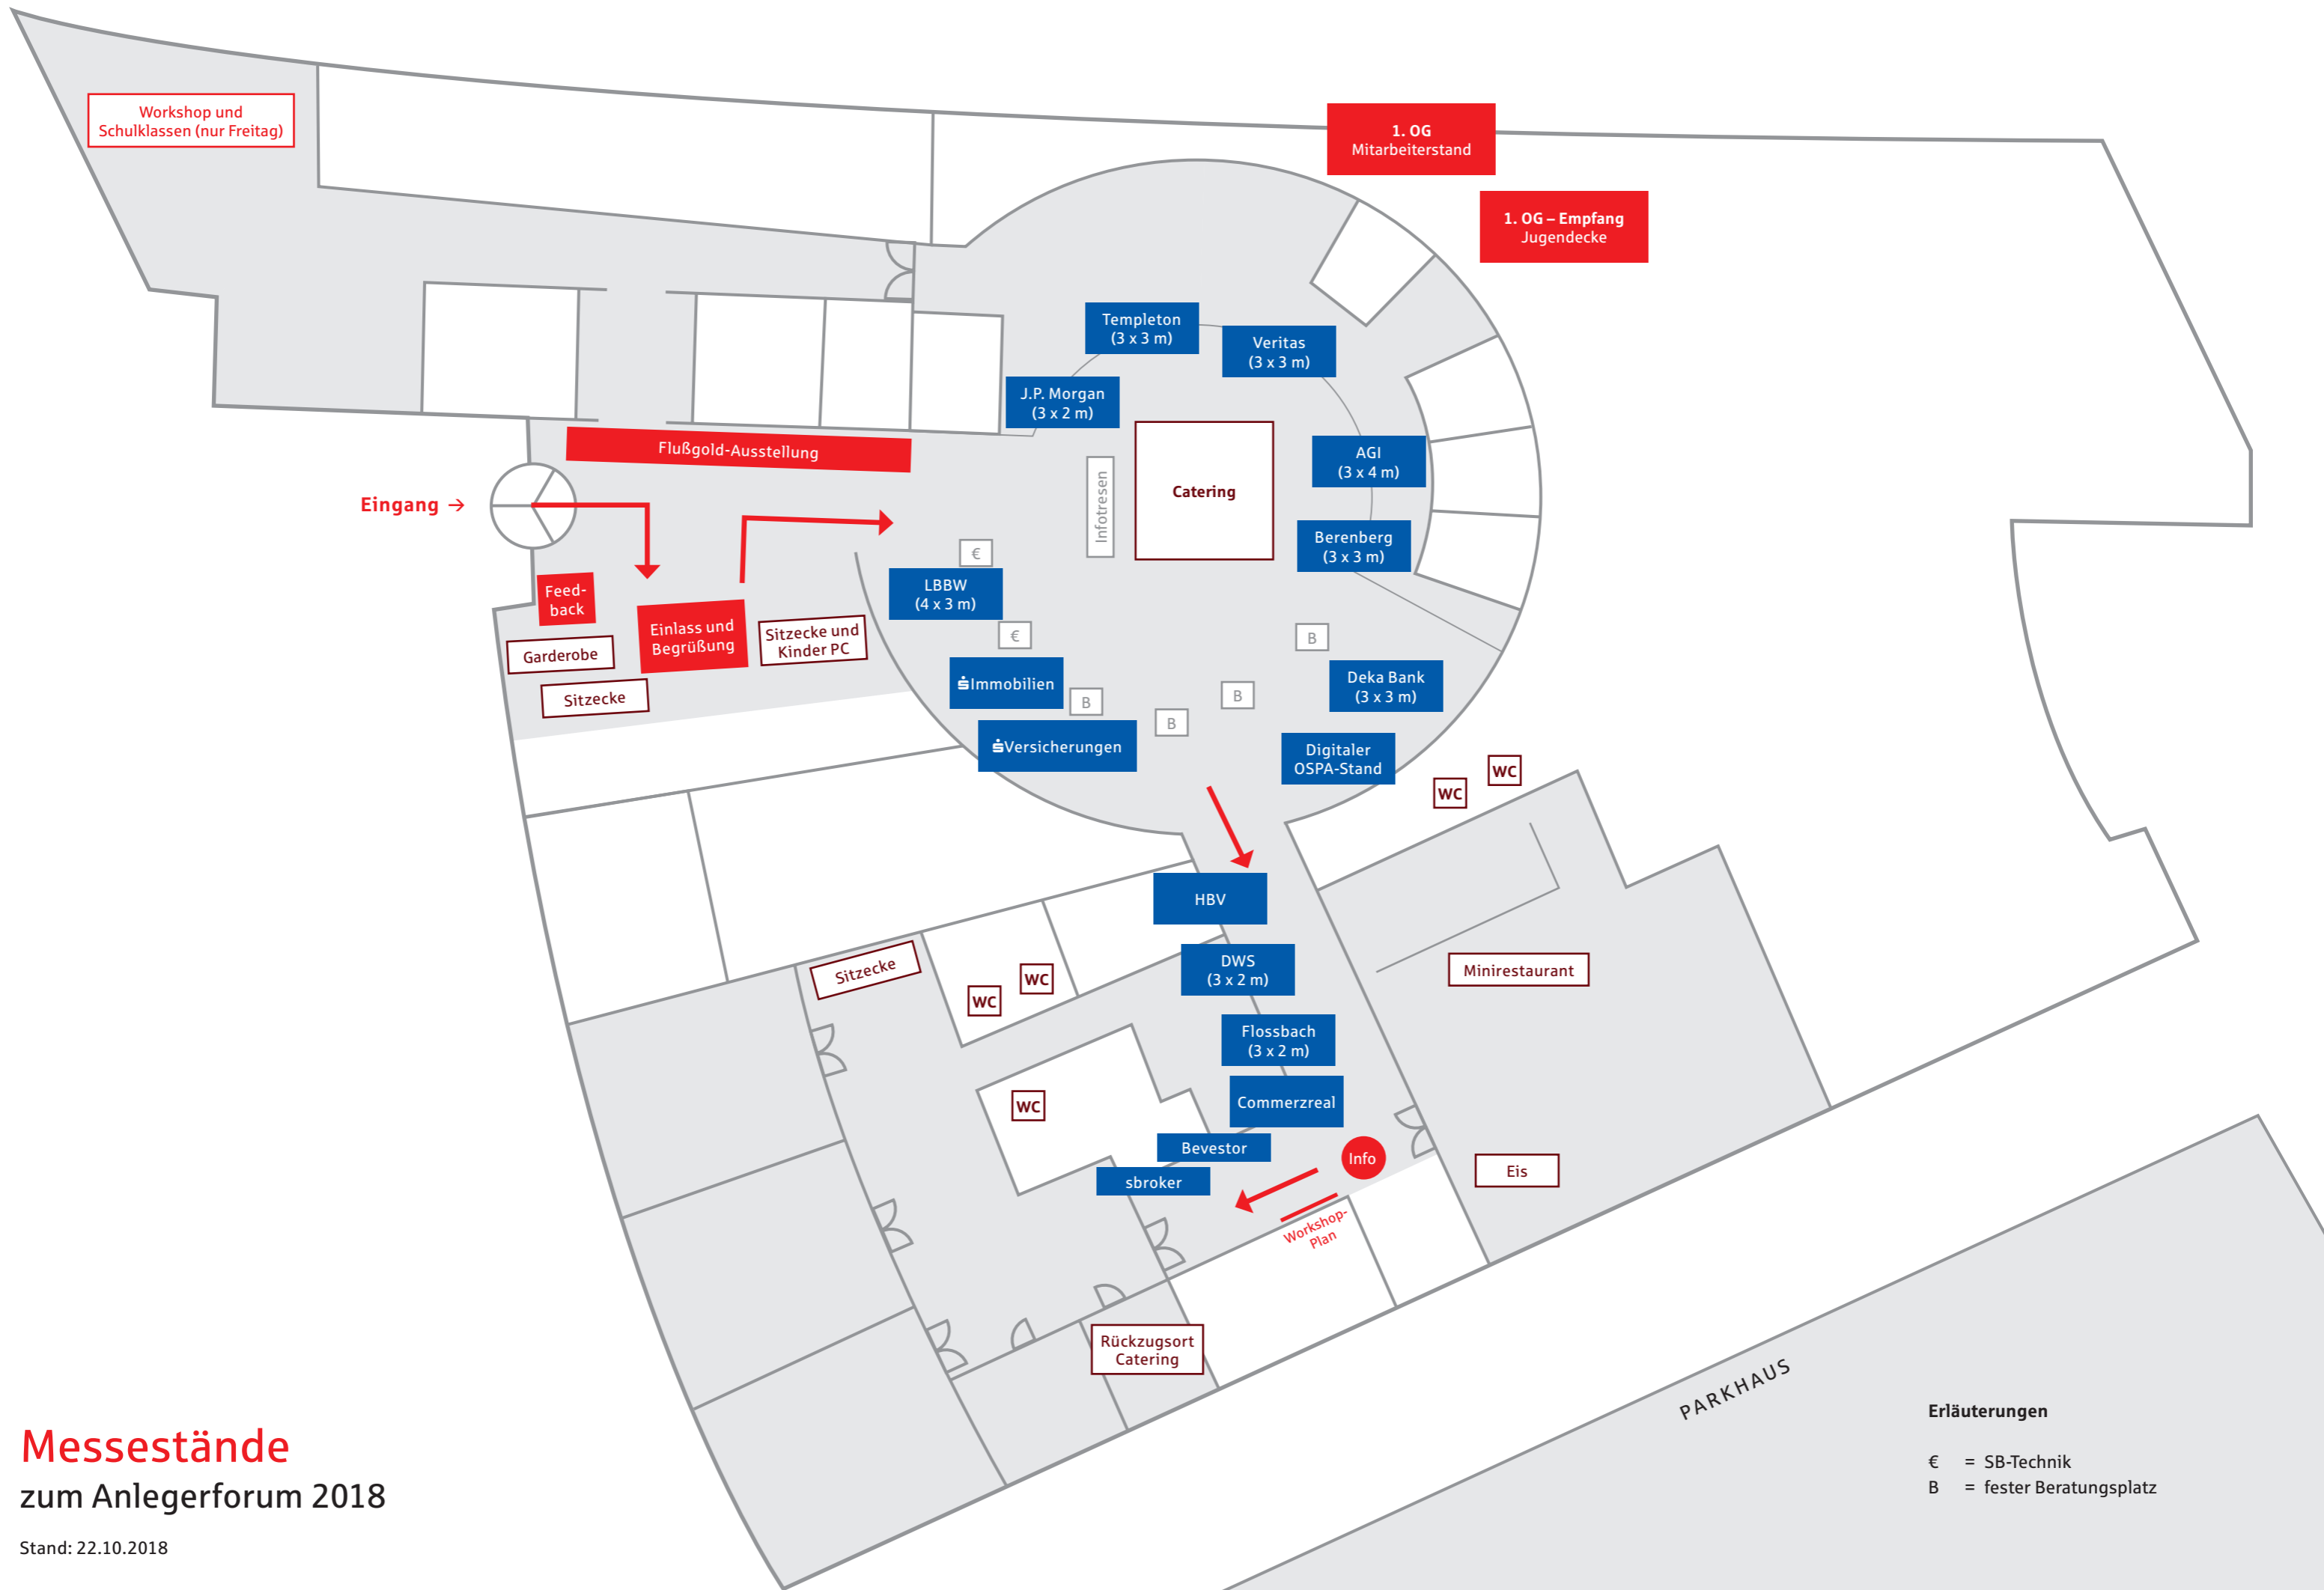 Workshop und
Schulklassen (nur Freitag)
1. OG
Mitarbeiterstand
1. OG – Empfang
Jugendecke
Templeton
(3 x 3 m)
Veritas
(3 x 3 m)
J.P. Morgan
(3 x 2 m)
Flußgold-Ausstellung
AGI
(3 x 4 m)
Eingang →
Infotresen
Catering
Berenberg
(3 x 3 m)
€
LBBW
(4 x 3 m)
Feed-
back
Einlass und
Begrüßung
Sitzecke und
Kinder PC
€
B
Garderobe
Sitzecke
Immobilien
B
B
B
Deka Bank
(3 x 3 m)
Versicherungen
Digitaler
OSPA-Stand
WC
WC
HBV
Sitzecke
WC
WC
DWS
(3 x 2 m)
Minirestaurant
Flossbach
(3 x 2 m)
WC
Commerzreal
Bevestor
Info
sbroker
Eis
Workshop-
Plan
Rückzugsort
Catering
PARKHAUS
Messestände
zum Anlegerforum 2018
Stand: 22.10.2018
Erläuterungen
€ = SB-Technik
B = fester Beratungsplatz